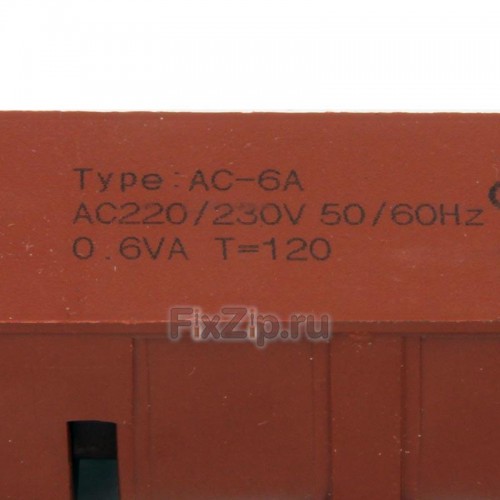 Type:AC-6A
AC220/230V 50/60Hz
0.6VA T=120
FixZip.ru